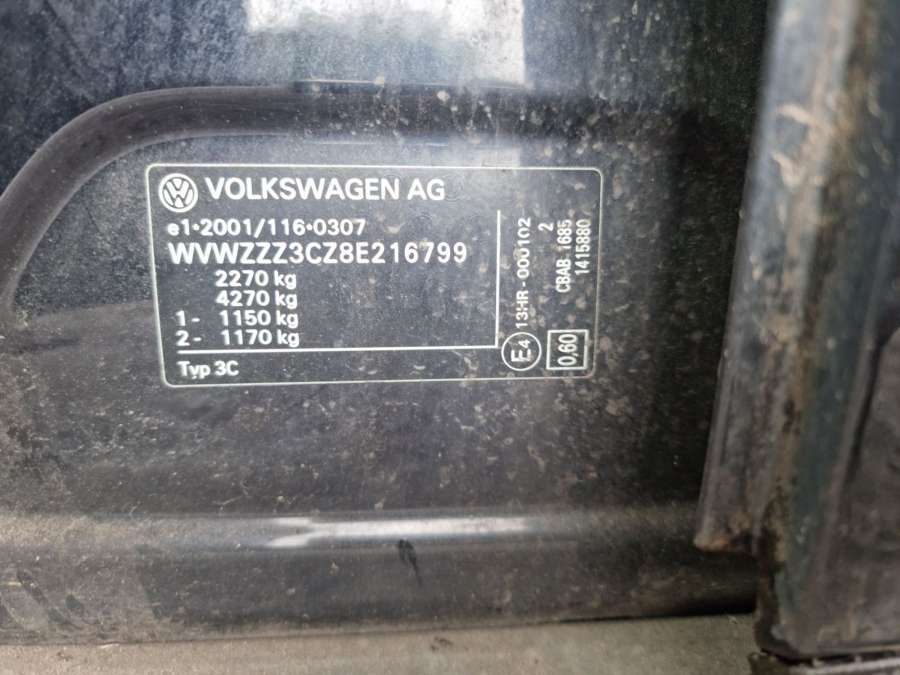 VOLKSWAGEN AG
e1*2001/116*0307
WVWZZZ3CZ8E216799
2270 kg
4270 kg
1- 1150 kg
2- 1170 kg
Typ 3C
E4 13HR-000102
2
CBAB 1685
1415880
0,60